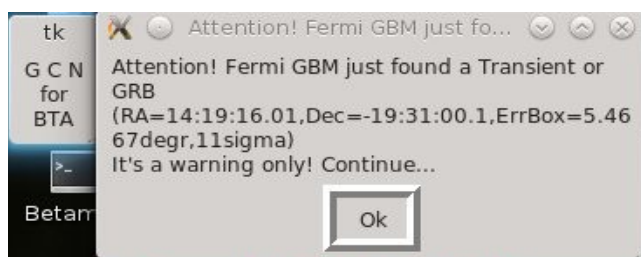 tk
G C N
for
BTA
Attention! Fermi GBM just fo...
Attention! Fermi GBM just found a Transient or
GRB
(RA=14:19:16.01,Dec=-19:31:00.1,ErrBox=5.46
67degr,11sigma)
It's a warning only! Continue...
Ok
>_